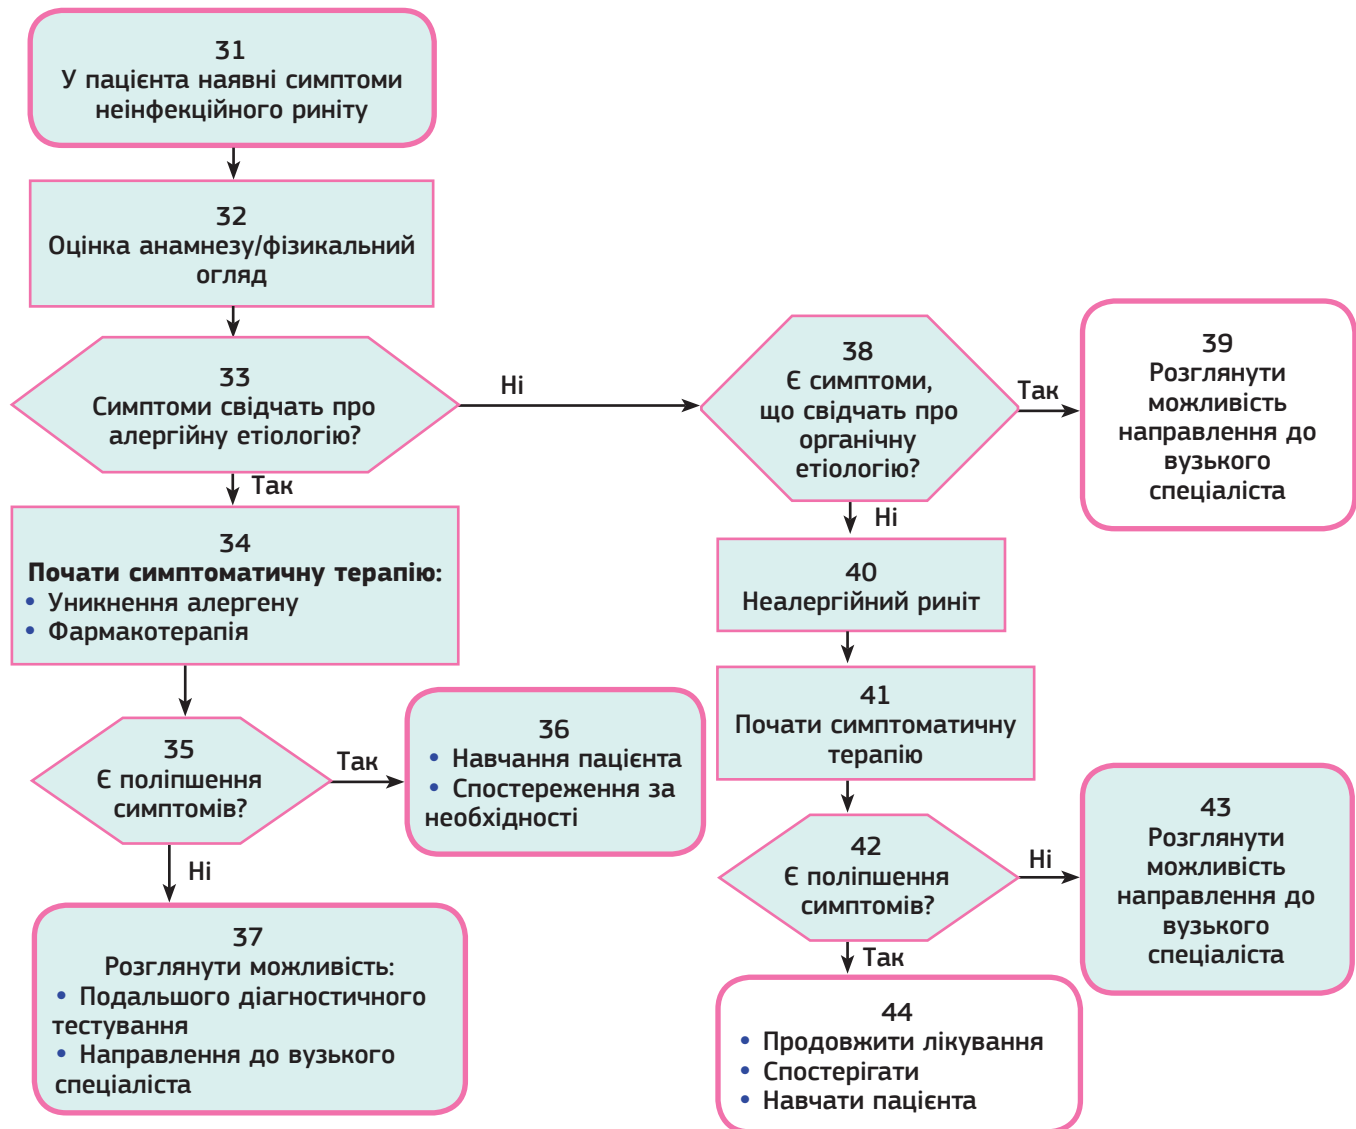 31
У пацієнта наявні симптоми
неінфекційного риніту
32
Оцінка анамнезу/фізикальний
огляд
33
Симптоми свідчать про
алергійну етіологію?
Ні
Так
34
Почати симптоматичну терапію:
• Уникнення алергену
• Фармакотерапія
35
Є поліпшення
симптомів?
Так
Ні
36
• Навчання пацієнта
• Спостереження за
необхідності
37
Розглянути можливість:
• Подальшого діагностичного
тестування
• Направлення до вузького
спеціаліста
38
Є симптоми,
що свідчать про
органічну
етіологію?
Так
Ні
39
Розглянути
можливість
направлення до
вузького
спеціаліста
40
Неалергійний риніт
41
Почати симптоматичну
терапію
42
Є поліпшення
симптомів?
Ні
Так
43
Розглянути
можливість
направлення до
вузького
спеціаліста
44
• Продовжити лікування
• Спостерігати
• Навчати пацієнта